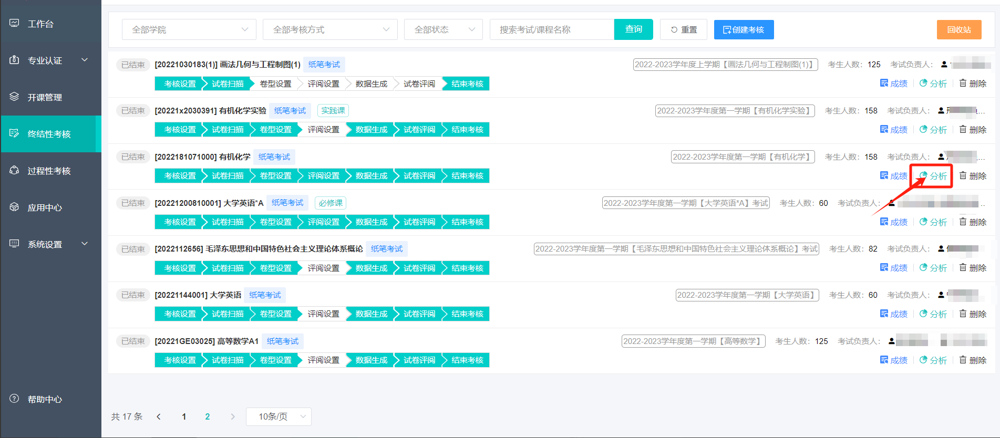 工作台
专业认证
开课管理
终结性考核
过程性考核
应用中心
系统设置
帮助中心
全部学院 全部考核方式 全部状态 搜索考试/课程名称 查询 重置 创建考核 回收站
已结束 [20221030183(1)] 画法几何与工程制图(1) 纸笔考试 2022-2023学年度上学期【画法几何与工程制图(1)】 考生人数： 125 考试负责人：
考核设置 试卷扫描 卷型设置 评阅设置 数据生成 试卷评阅 结束考核 成绩 分析 删除
已结束 [20221x2030391] 有机化学实验 纸笔考试 实践课 2022-2023学年度第一学期【有机化学实验】 考生人数： 158 考试负责人：
考核设置 试卷扫描 卷型设置 评阅设置 数据生成 试卷评阅 结束考核 成绩 分析 删除
已结束 [2022181071000] 有机化学 纸笔考试 2022-2023学年度第一学期【有机化学】 考生人数： 158 考试负责人：
考核设置 试卷扫描 卷型设置 评阅设置 数据生成 试卷评阅 结束考核 成绩 分析 删除
已结束 [20221200810001] 大学英语*A 纸笔考试 必修课 2022-2023学年度第一学期【大学英语*A】考试 考生人数： 60 考试负责人：
考核设置 试卷扫描 卷型设置 评阅设置 数据生成 试卷评阅 结束考核 成绩 分析 删除
已结束 [2022112656] 毛泽东思想和中国特色社会主义理论体系概论 纸笔考试 2022-2023学年度第一学期【毛泽东思想和中国特色社会主义理论体系概论】考试 考生人数： 82 考试负责人：
考核设置 试卷扫描 卷型设置 评阅设置 数据生成 试卷评阅 结束考核 成绩 分析 删除
已结束 [20221144001] 大学英语 纸笔考试 2022-2023学年度第一学期【大学英语】 考生人数： 60 考试负责人：
考核设置 试卷扫描 卷型设置 评阅设置 数据生成 试卷评阅 结束考核 成绩 分析 删除
已结束 [20221GE03025] 高等数学A1 纸笔考试 2022-2023学年度第一学期【高等数学】 考生人数： 125 考试负责人：
考核设置 试卷扫描 卷型设置 评阅设置 数据生成 试卷评阅 结束考核 成绩 分析 删除
共 17 条 1 2 10条/页